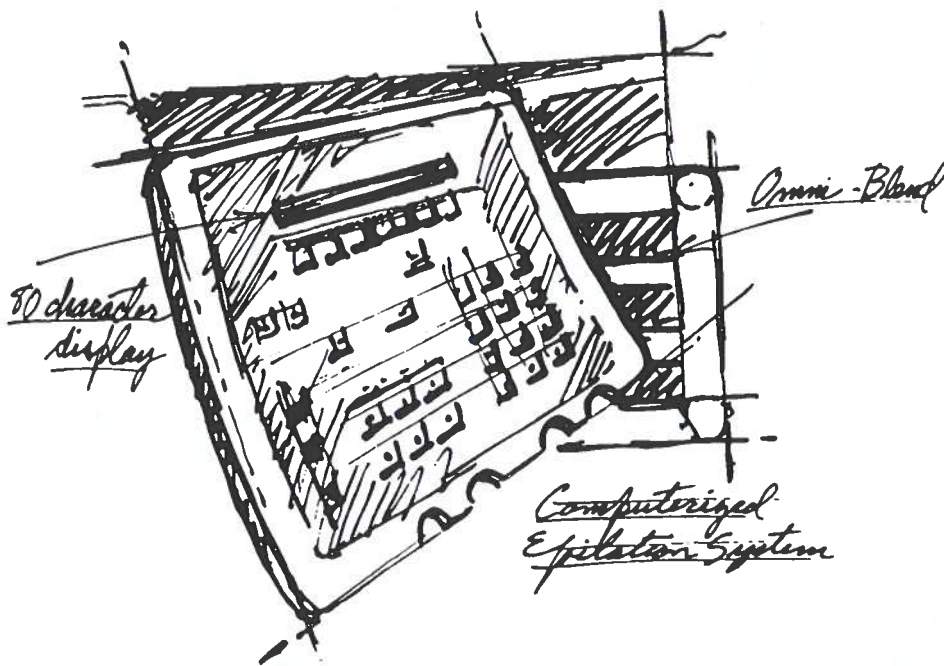 Omni-Blend
80 character
display
Computerized
Epilation System